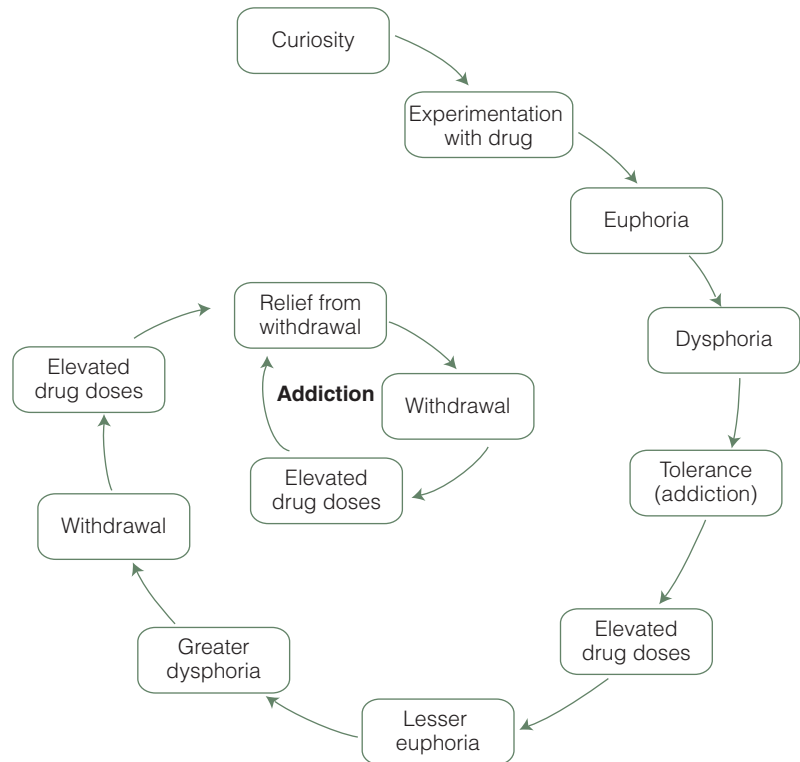 Curiosity
Experimentation
with drug
Euphoria
Dysphoria
Tolerance
(addiction)
Elevated
drug doses
Lesser
euphoria
Greater
dysphoria
Withdrawal
Elevated
drug doses
Relief from
withdrawal
Withdrawal
Elevated
drug doses
Addiction